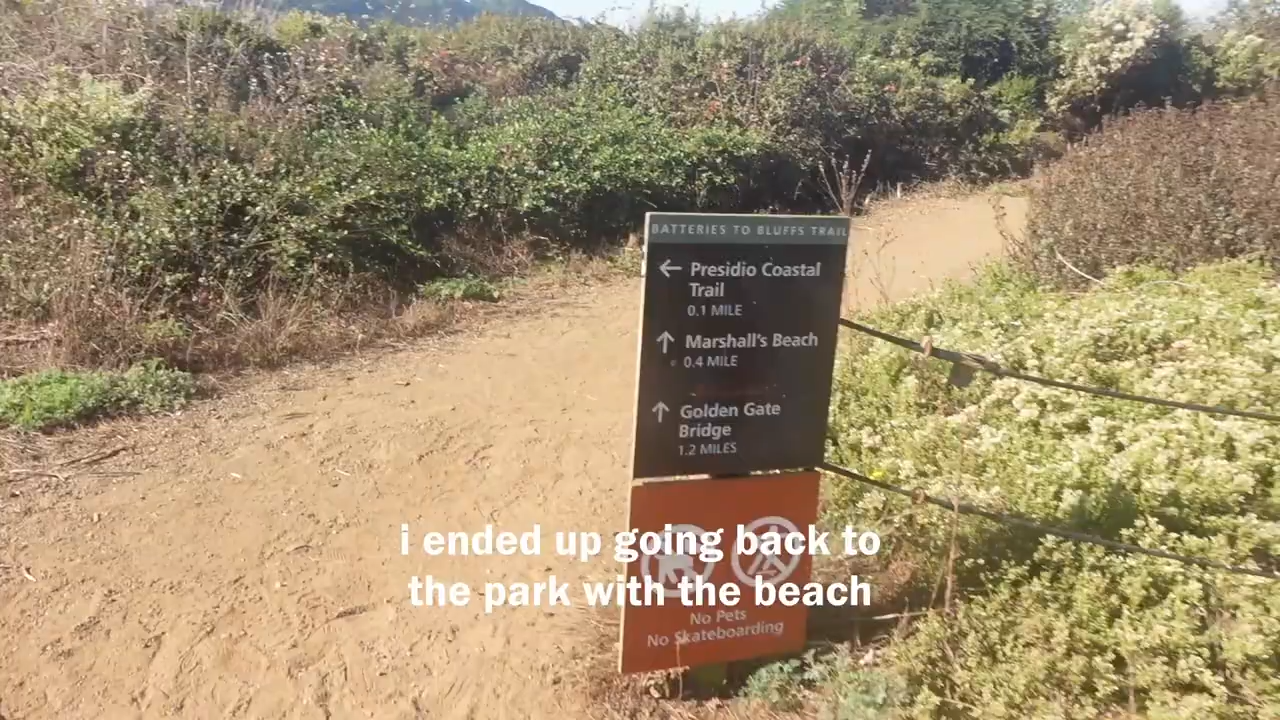 BATTERIES TO BLUFFS TRAIL
← Presidio Coastal
Trail
0.1 MILE
↑ Marshall's Beach
0.4 MILE
↑ Golden Gate
Bridge
1.2 MILES
i ended up going back to
the park with the beach
No Pets
No Skateboarding